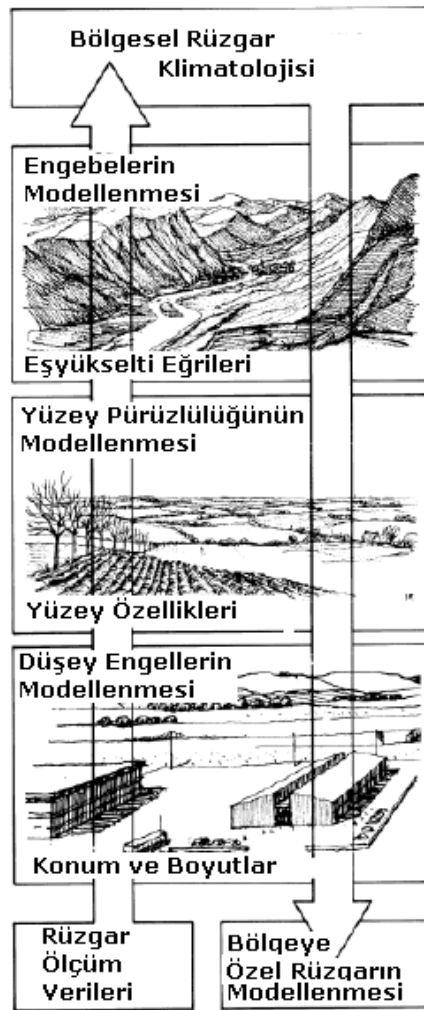 Bölgesel Rüzgar
Klimatolojisi
Engebelerin
Modellenmesi
Eşyükselti Eğrileri
Yüzey Pürüzlülüğünün
Modellenmesi
Yüzey Özellikleri
Düşey Engellerin
Modellenmesi
Konum ve Boyutlar
Rüzgar
Ölçüm
Verileri
Bölgeye
Özel Rüzgarın
Modellenmesi